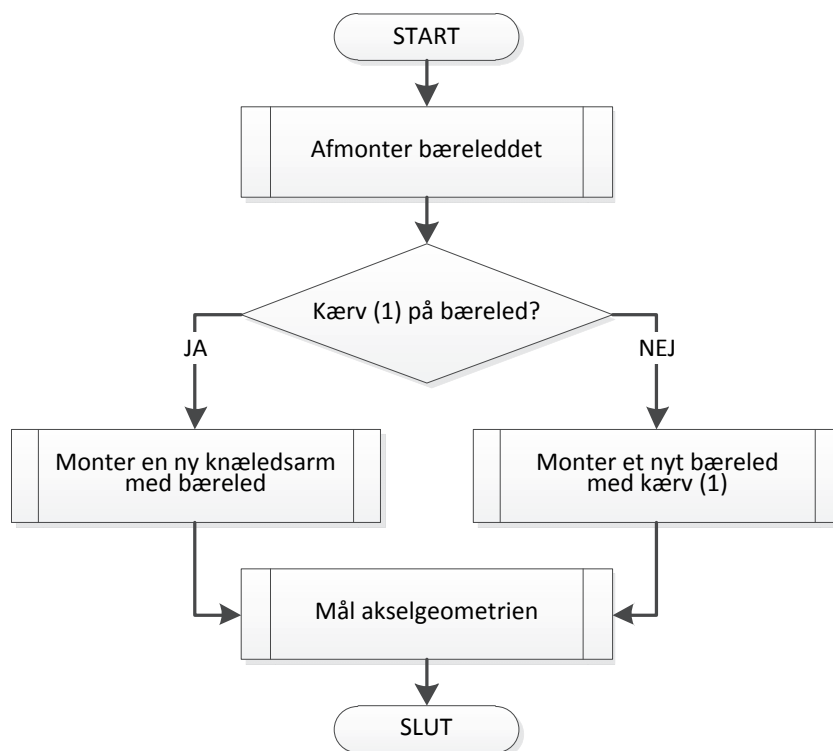 START
Afmonter bæreleddet
Kærv (1) på bæreled?
JA
NEJ
Monter en ny knæledsarm
med bæreled
Monter et nyt bæreled
med kærv (1)
Mål akselgeometrien
SLUT